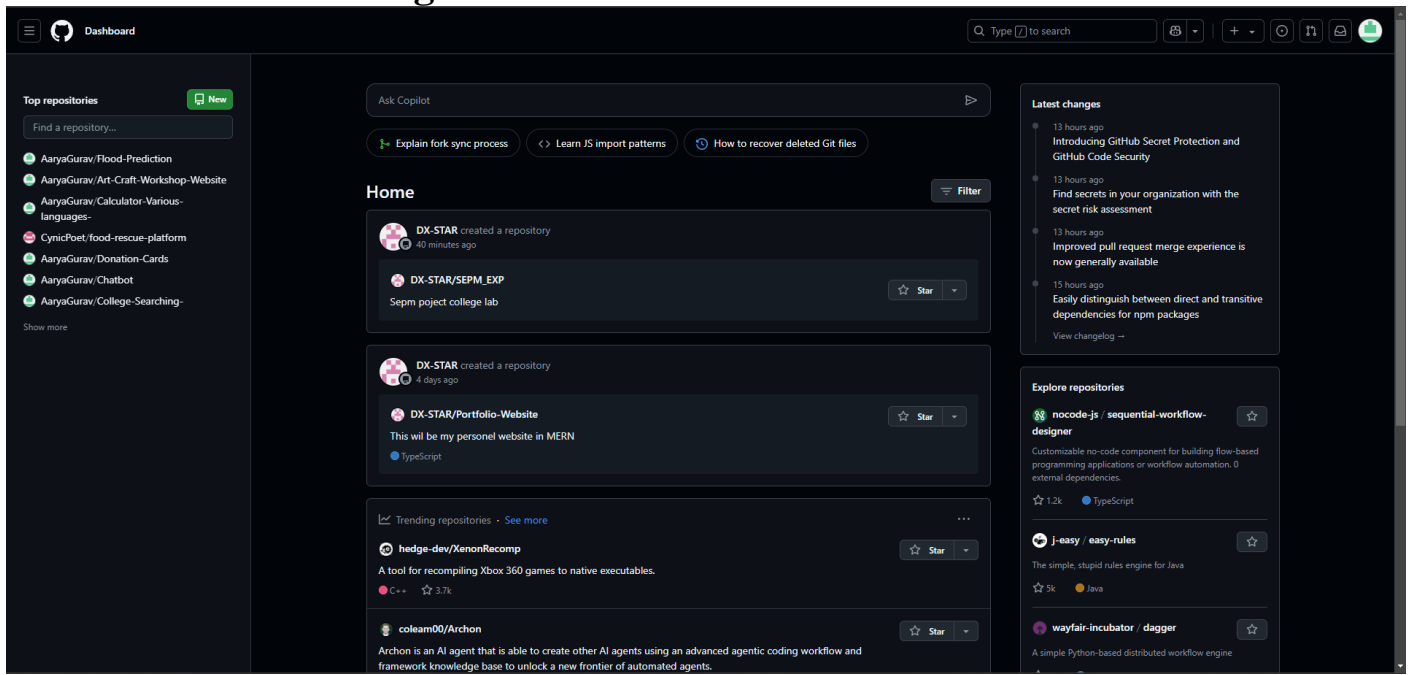 Dashboard
Type / to search
Top repositories
New
Find a repository...
AaryaGurav/Flood-Prediction
AaryaGurav/Art-Craft-Workshop-Website
AaryaGurav/Calculator-Various-
languages-
CynicPoet/food-rescue-platform
AaryaGurav/Donation-Cards
AaryaGurav/Chatbot
AaryaGurav/College-Searching-
Show more
Ask Copilot
Explain fork sync process
Learn JS import patterns
How to recover deleted Git files
Home
Filter
DX-STAR created a repository
40 minutes ago
DX-STAR/SEPM_EXP
Star
Sepm poject college lab
DX-STAR created a repository
4 days ago
DX-STAR/Portfolio-Website
Star
This wil be my personel website in MERN
TypeScript
Trending repositories · See more
hedge-dev/XenonRecomp
Star
A tool for recompiling Xbox 360 games to native executables.
C++ 3.7k
coleam00/Archon
Star
Archon is an AI agent that is able to create other AI agents using an advanced agentic coding workflow and
framework knowledge base to unlock a new frontier of automated agents.
Latest changes
13 hours ago
Introducing GitHub Secret Protection and
GitHub Code Security
13 hours ago
Find secrets in your organization with the
secret risk assessment
13 hours ago
Improved pull request merge experience is
now generally available
15 hours ago
Easily distinguish between direct and transitive
dependencies for npm packages
View changelog →
Explore repositories
nocode-js / sequential-workflow-
designer
Customizable no-code component for building flow-based
programming applications or workflow automation. 0
external dependencies.
1.2k TypeScript
j-easy / easy-rules
The simple, stupid rules engine for Java
5k Java
wayfair-incubator / dagger
A simple Python-based distributed workflow engine